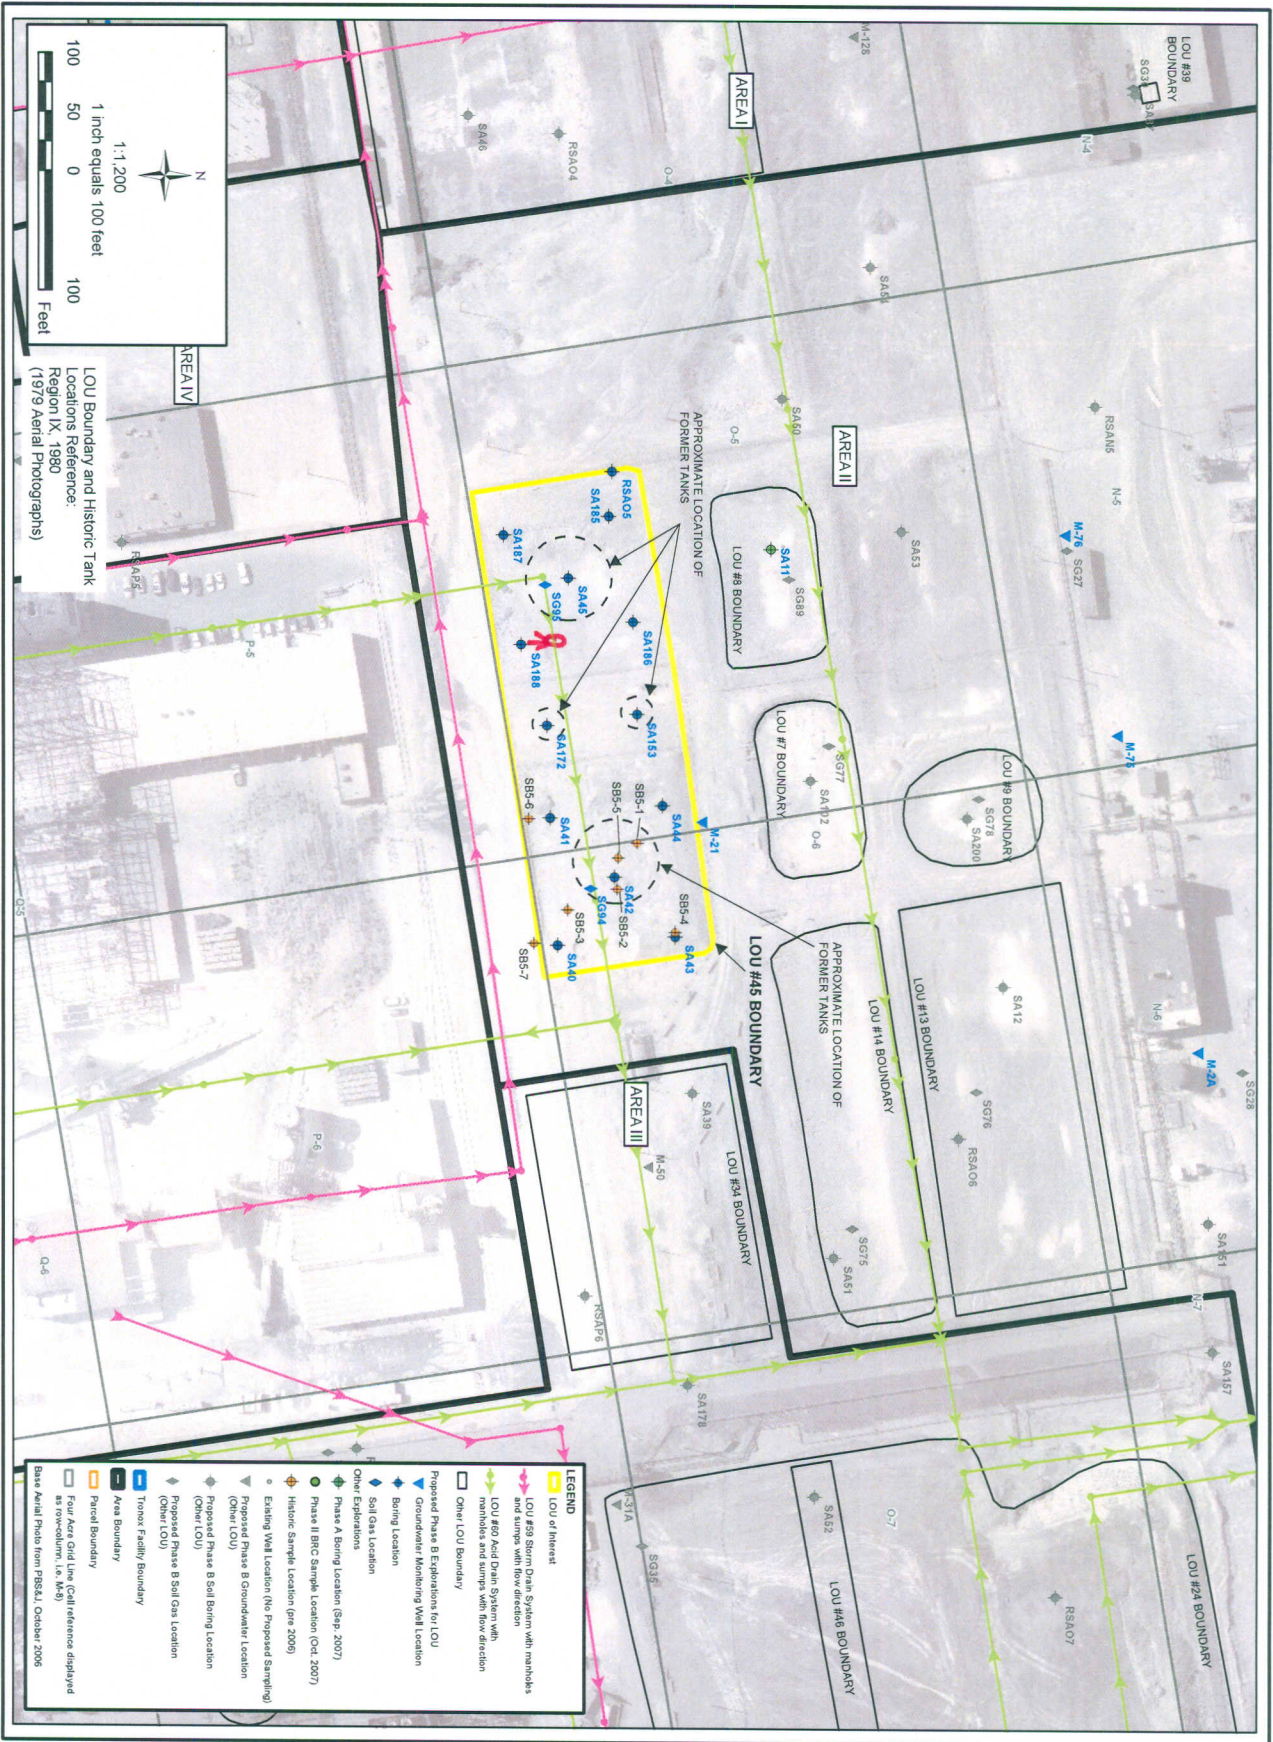 LOU #39
BOUNDARY
M-128
AREA I
SA46
RSAO4
O-4
N-4
SA54
RSAN5
N-5
SA50
O-5
AREA II
SA53
M-76
SG27
M-75
APPROXIMATE LOCATION OF
FORMER TANKS
SA11
SG89
LOU #8 BOUNDARY
LOU #7 BOUNDARY
SG77
SA102
O-6
LOU #9 BOUNDARY
SG78
SA200
RSAO5
SA185
SA187
SA45
SG95
SA186
SA188
SA153
SA172
SB5-6
SA41
SB5-5
SB5-1
SA44
M-21
SA42
SG94
SB5-2
SB5-3
SB5-4
SA43
SB5-7
SA40
LOU #45 BOUNDARY
APPROXIMATE LOCATION OF
FORMER TANKS
LOU #14 BOUNDARY
LOU #13 BOUNDARY
SA12
N-6
M-2A
SG28
SG76
RSAO6
SG75
SA51
SA151
N-7
SA157
AREA III
SA39
M-50
LOU #34 BOUNDARY
RSAP6
SA178
P-5
P-6
Q-5
Q-6
AREA IV
RSAP5
M-31A
SG35
SA52
O-7
LOU #46 BOUNDARY
LOU #24 BOUNDARY
RSAO7
N
1:1,200
1 inch equals 100 feet
100 50 0 100
Feet
LOU Boundary and Historic Tank
Locations Reference:
Region IX, 1980
(1979 Aerial Photographs)
LEGEND
LOU of Interest
LOU #59 Storm Drain System with manholes
and sumps with flow direction
LOU #60 Acid Drain System with
manholes and sumps with flow direction
Other LOU Boundary
Proposed Phase B Explorations for LOU
Groundwater Monitoring Well Location
Boring Location
Soil Gas Location
Other Explorations
Phase A Boring Location (Sep. 2007)
Phase II BRC Sample Location (Oct. 2007)
Historic Sample Location (pre 2006)
Existing Well Location (No Proposed Sampling)
Proposed Phase B Groundwater Location
(Other LOU)
Proposed Phase B Soil Boring Location
(Other LOU)
Proposed Phase B Soil Gas Location
(Other LOU)
Tronox Facility Boundary
Area Boundary
Parcel Boundary
Four Acre Grid Line (Cell reference displayed
as row-column, i.e. M-8)
Base Aerial Photo from PBS&J, October 2006